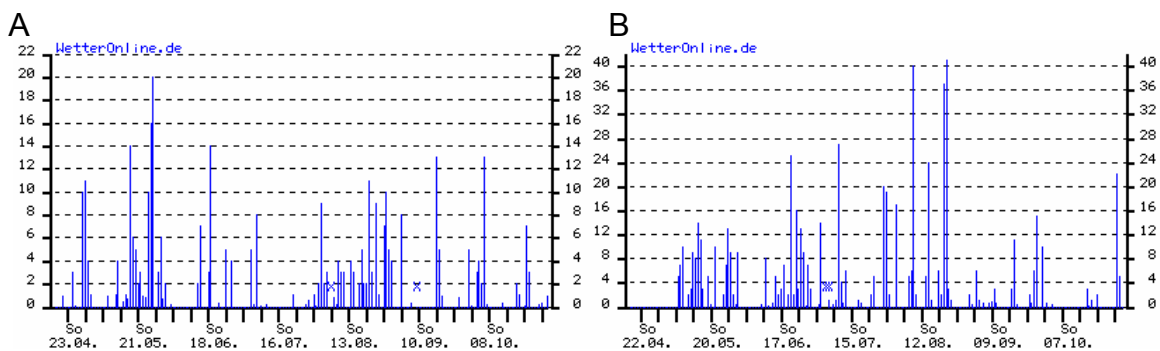 A
B
WetterOnline.de
22 22
20 20
18 18
16 16
14 14
12 12
10 10
8 8
6 6
4 4
2 2
0 0
So So So So So So So
23.04. 21.05. 18.06. 16.07. 13.08. 10.09. 08.10.
WetterOnline.de
40 40
36 36
32 32
28 28
24 24
20 20
16 16
12 12
8 8
4 4
0 0
So So So So So So So
22.04. 20.05. 17.06. 15.07. 12.08. 09.09. 07.10.